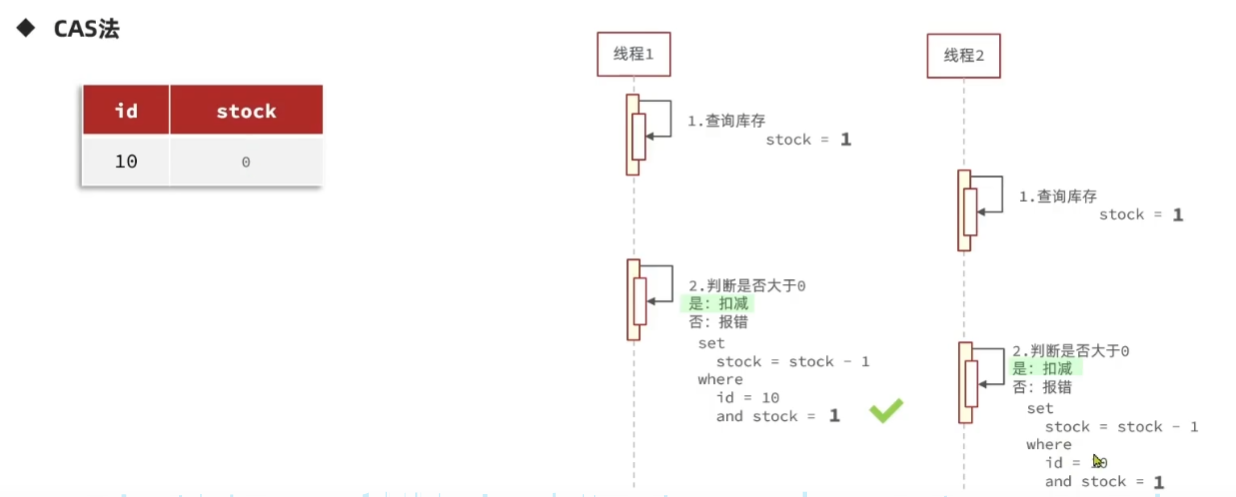 CAS法
id stock
10 0
线程1
1.查询库存
stock = 1
2.判断是否大于0
是: 扣减
否: 报错
set
stock = stock - 1
where
id = 10
and stock = 1
线程2
1.查询库存
stock = 1
2.判断是否大于0
是: 扣减
否: 报错
set
stock = stock - 1
where
id =
and stock = 1